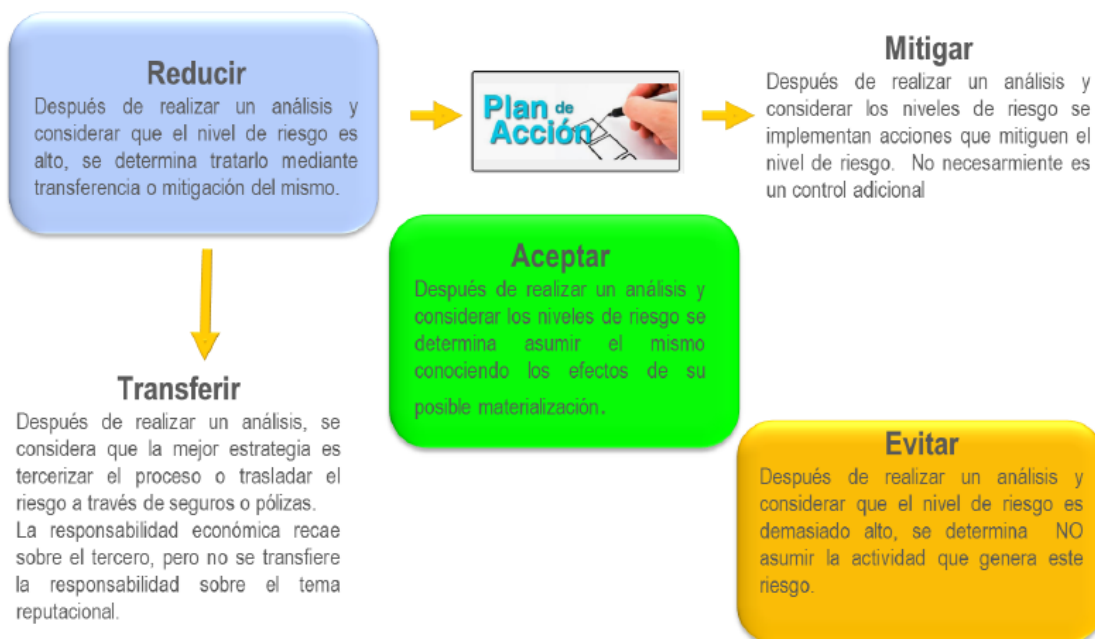 Reducir
Después de realizar un análisis y
considerar que el nivel de riesgo es
alto, se determina tratarlo mediante
transferencia o mitigación del mismo.
Plan de
Acción
Mitigar
Después de realizar un análisis y
considerar los niveles de riesgo se
implementan acciones que mitiguen el
nivel de riesgo. No necesarmiente es
un control adicional
Aceptar
Después de realizar un análisis y
considerar los niveles de riesgo se
determina asumir el mismo
conociendo los efectos de su
posible materialización.
Transferir
Después de realizar un análisis, se
considera que la mejor estrategia es
tercerizar el proceso o trasladar el
riesgo a través de seguros o pólizas.
La responsabilidad económica recae
sobre el tercero, pero no se transfiere
la responsabilidad sobre el tema
reputacional.
Evitar
Después de realizar un análisis y
considerar que el nivel de riesgo es
demasiado alto, se determina NO
asumir la actividad que genera este
riesgo.